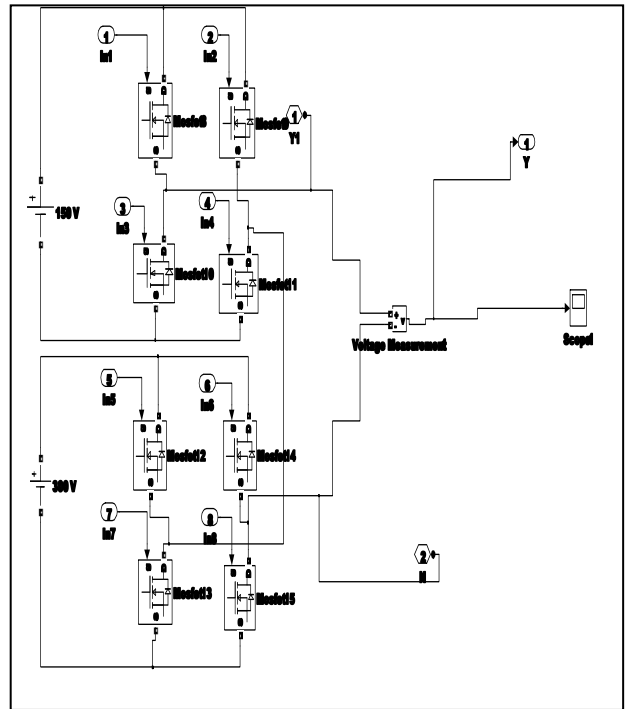 1
In1
2
In2
Mosfet8
Mosfet9
1
Y1
1
Y
3
In3
4
In4
150 V
Mosfet10
Mosfet11
+
-
v
Voltage Measurement
Scope1
5
In5
6
In6
Mosfet12
Mosfet14
7
In7
8
In8
2
N
Mosfet13
Mosfet15